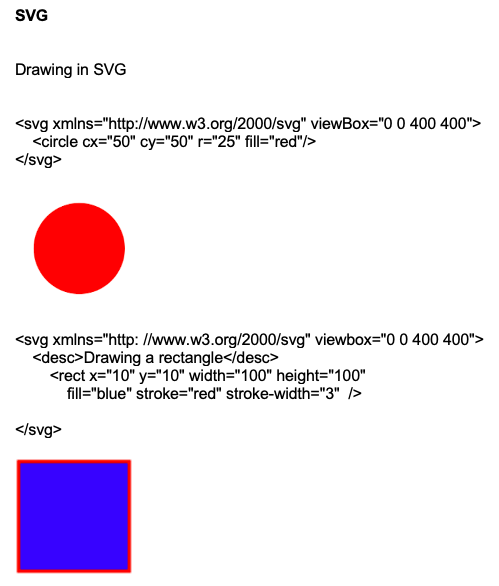 SVG
Drawing in SVG
<svg xmlns="http://www.w3.org/2000/svg" viewBox="0 0 400 400">
<circle cx="50" cy="50" r="25" fill="red"/>
</svg>
<svg xmlns="http: //www.w3.org/2000/svg" viewbox="0 0 400 400">
<desc>Drawing a rectangle</desc>
<rect x="10" y="10" width="100" height="100"
fill="blue" stroke="red" stroke-width="3"  />
</svg>